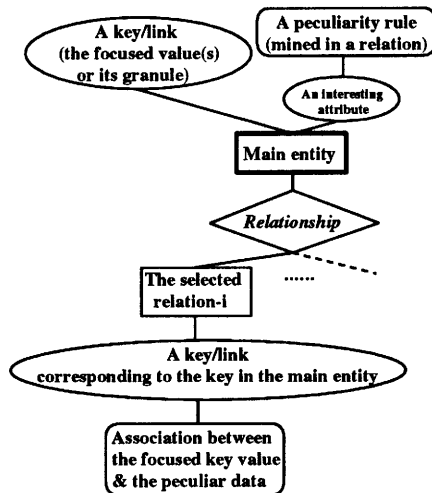 A key/link
(the focused value(s)
or its granule)
A peculiarity rule
(mined in a relation)
An interesting
attribute
Main entity
Relationship
The selected
relation-i
......
A key/link
corresponding to the key in the main entity
Association between
the focused key value
& the peculiar data